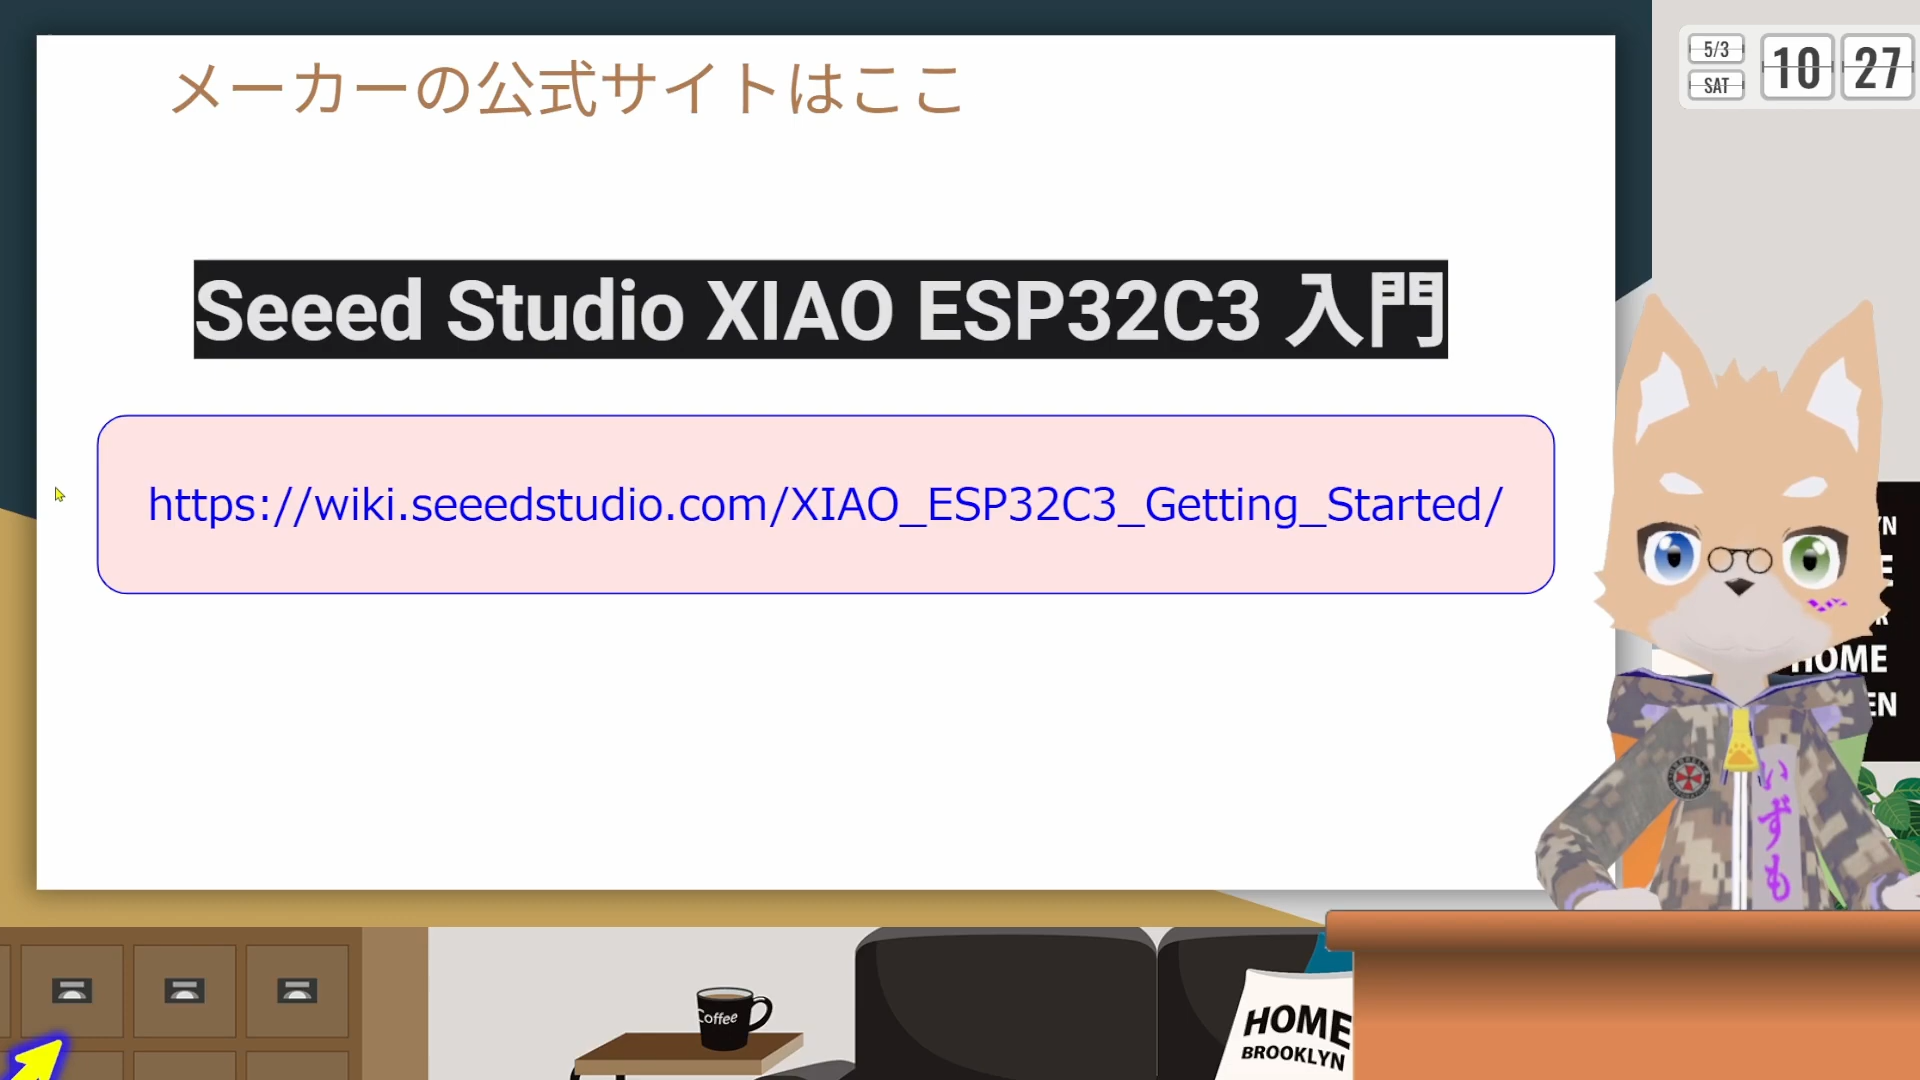 メーカーの公式サイトはここ
5/3
SAT
10 27
Seeed Studio XIAO ESP32C3 入門
https://wiki.seeedstudio.com/XIAO_ESP32C3_Getting_Started/
HOME
いずも
Coffee
HOME
BROOKLYN